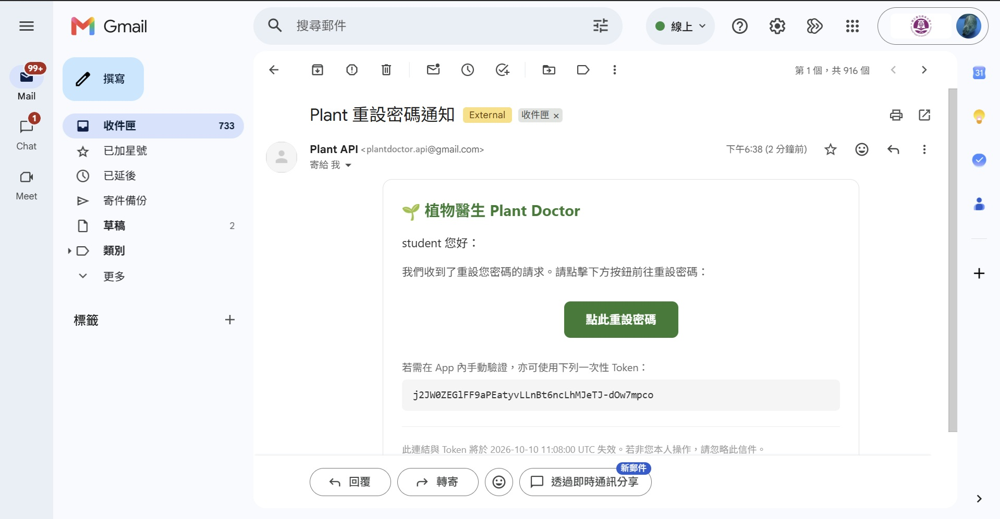 Gmail
搜尋郵件
線上
99+
Mail
1
Chat
Meet
撰寫
收件匣 733
已加星號
已延後
寄件備份
草稿 2
類別
更多
標籤
第 1 個，共 916 個
Plant 重設密碼通知 External 收件匣 ×
Plant API <plantdoctor.api@gmail.com> 下午6:38 (2 分鐘前)
寄給 我
植物醫生 Plant Doctor
student 您好：
我們收到了重設您密碼的請求。請點擊下方按鈕前往重設密碼：
點此重設密碼
若需在 App 內手動驗證，亦可使用下列一次性 Token：
j2JW0ZEGlFF9aPEatyvLLnBt6ncLhMJeTJ-dOw7mpco
此連結與 Token 將於 2026-10-10 11:08:00 UTC 失效。若非您本人操作，請忽略此信件。
回覆
轉寄
新郵件
透過即時通訊分享
31